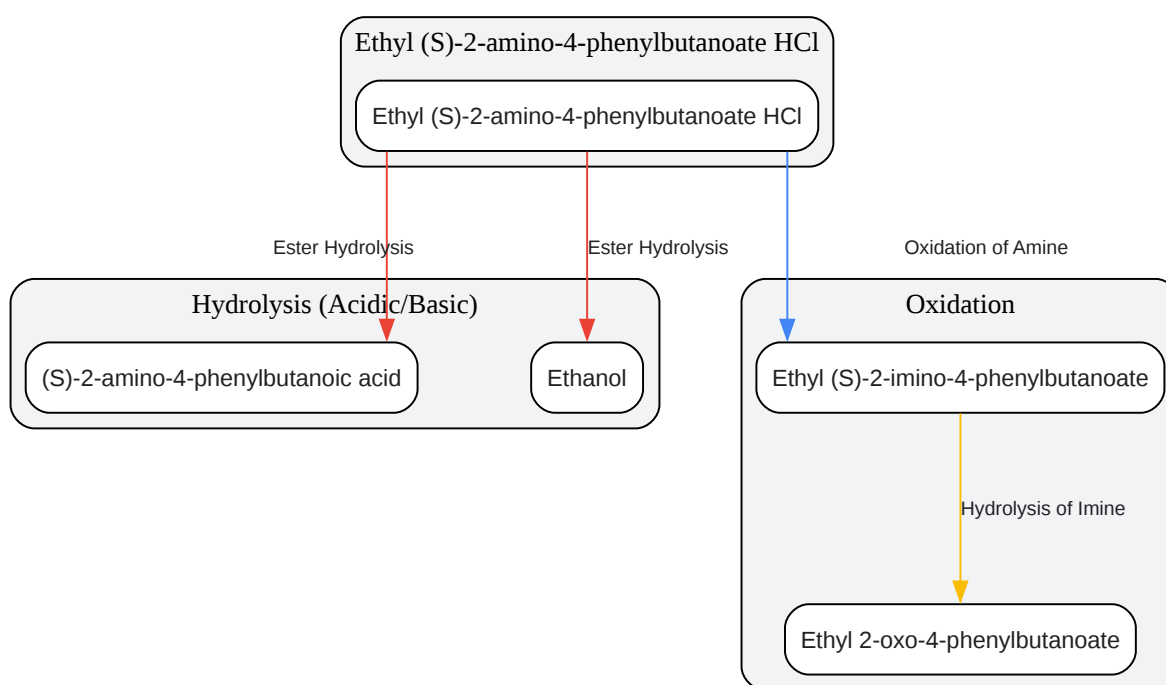 Ethyl (S)-2-amino-4-phenylbutanoate HCl
Ethyl (S)-2-amino-4-phenylbutanoate HCl
Ester Hydrolysis
Ester Hydrolysis
Oxidation of Amine
Hydrolysis (Acidic/Basic)
Oxidation
(S)-2-amino-4-phenylbutanoic acid
Ethanol
Ethyl (S)-2-imino-4-phenylbutanoate
Hydrolysis of Imine
Ethyl 2-oxo-4-phenylbutanoate